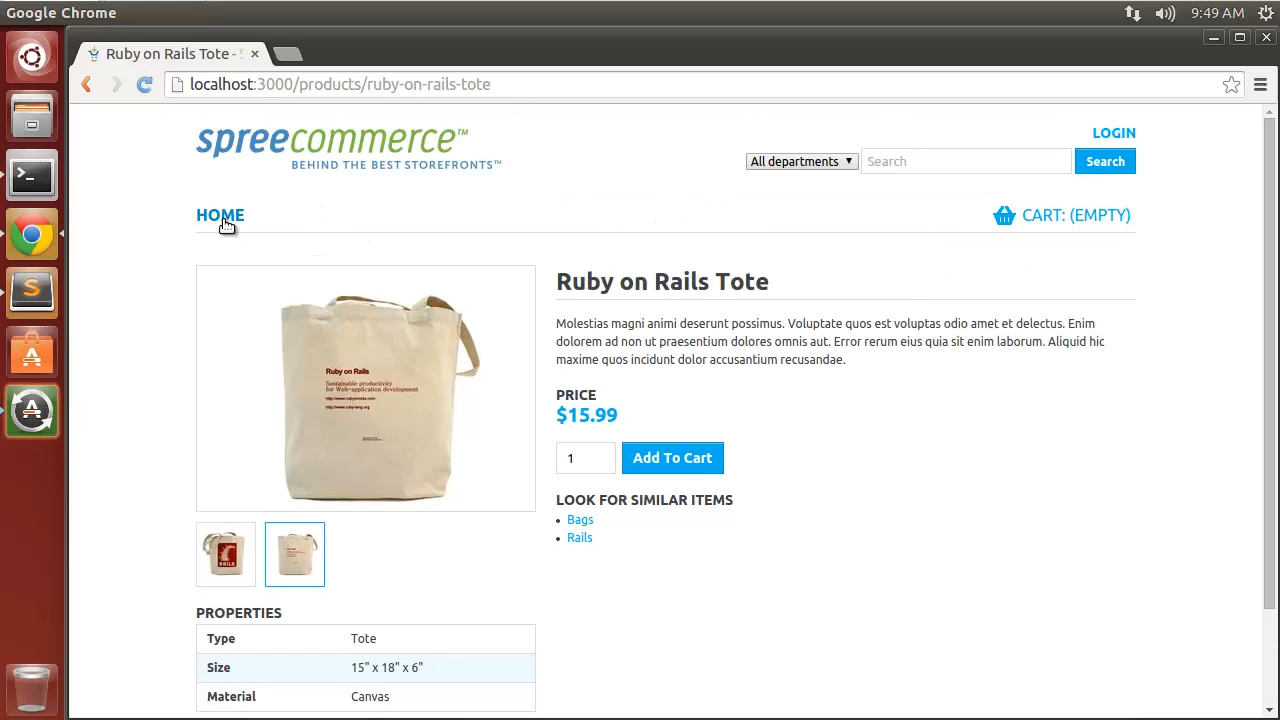 Google Chrome
9:49 AM
Ruby on Rails Tote -
localhost:3000/products/ruby-on-rails-tote
spreecommerce™
BEHIND THE BEST STOREFRONTS™
LOGIN
All departments
Search
Search
HOME
CART: (EMPTY)
Ruby on Rails Tote
Molestias magni animi deserunt possimus. Voluptate quos est voluptas odio amet et delectus. Enim
dolorem ad non ut praesentium dolores omnis aut. Error rerum eius quia sit enim laborum. Aliquid hic
maxime quos incidunt dolor accusantium recusandae.
PRICE
$15.99
1
Add To Cart
LOOK FOR SIMILAR ITEMS
Bags
Rails
Ruby on Rails
Sustainable productivity
for Web-application development
http://www.rubyonrails.com
http://www.ruby-lang.org
RAILS
PROPERTIES
Type Tote
Size 15" x 18" x 6"
Material Canvas